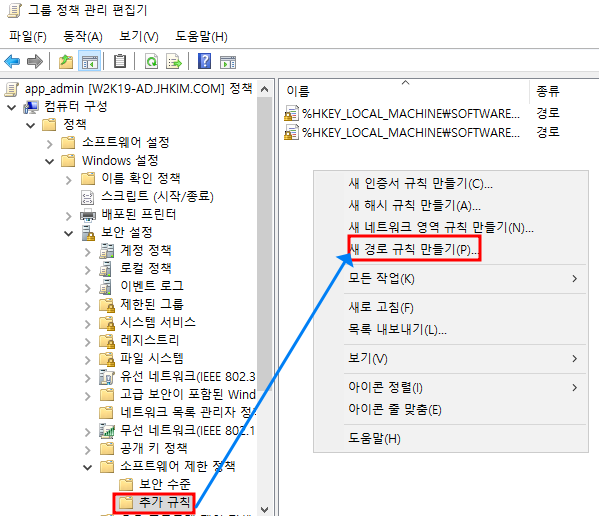 그룹 정책 관리 편집기
파일(F) 동작(A) 보기(V) 도움말(H)
app_admin [W2K19-AD.JHKIM.COM] 정책
컴퓨터 구성
정책
소프트웨어 설정
Windows 설정
이름 확인 정책
스크립트 (시작/종료)
배포된 프린터
보안 설정
계정 정책
로컬 정책
이벤트 로그
제한된 그룹
시스템 서비스
레지스트리
파일 시스템
유선 네트워크(IEEE 802.3
고급 보안이 포함된 Wind
네트워크 목록 관리자 정
무선 네트워크(IEEE 802.1
공개 키 정책
소프트웨어 제한 정책
보안 수준
추가 규칙
이름 종류
%HKEY_LOCAL_MACHINE₩SOFTWARE... 경로
%HKEY_LOCAL_MACHINE₩SOFTWARE... 경로
새 인증서 규칙 만들기(C)...
새 해시 규칙 만들기(A)...
새 네트워크 영역 규칙 만들기(N)...
새 경로 규칙 만들기(P)...
모든 작업(K)
새로 고침(F)
목록 내보내기(L)...
보기(V)
아이콘 정렬(I)
아이콘 줄 맞춤(E)
도움말(H)